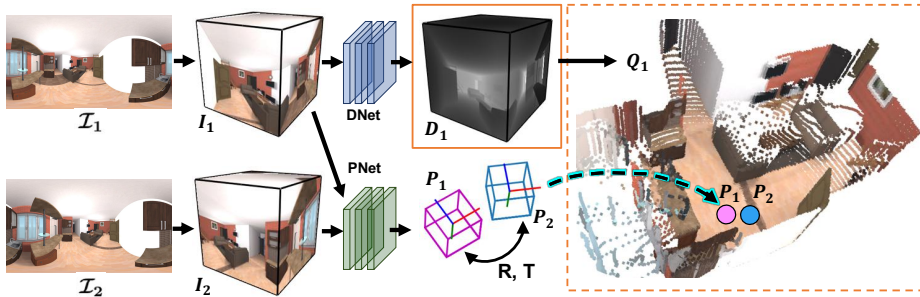 𝓘₁
I₁
DNet
D₁
Q₁
PNet
P₁
P₂
R, T
P₁ P₂
𝓘₂
I₂